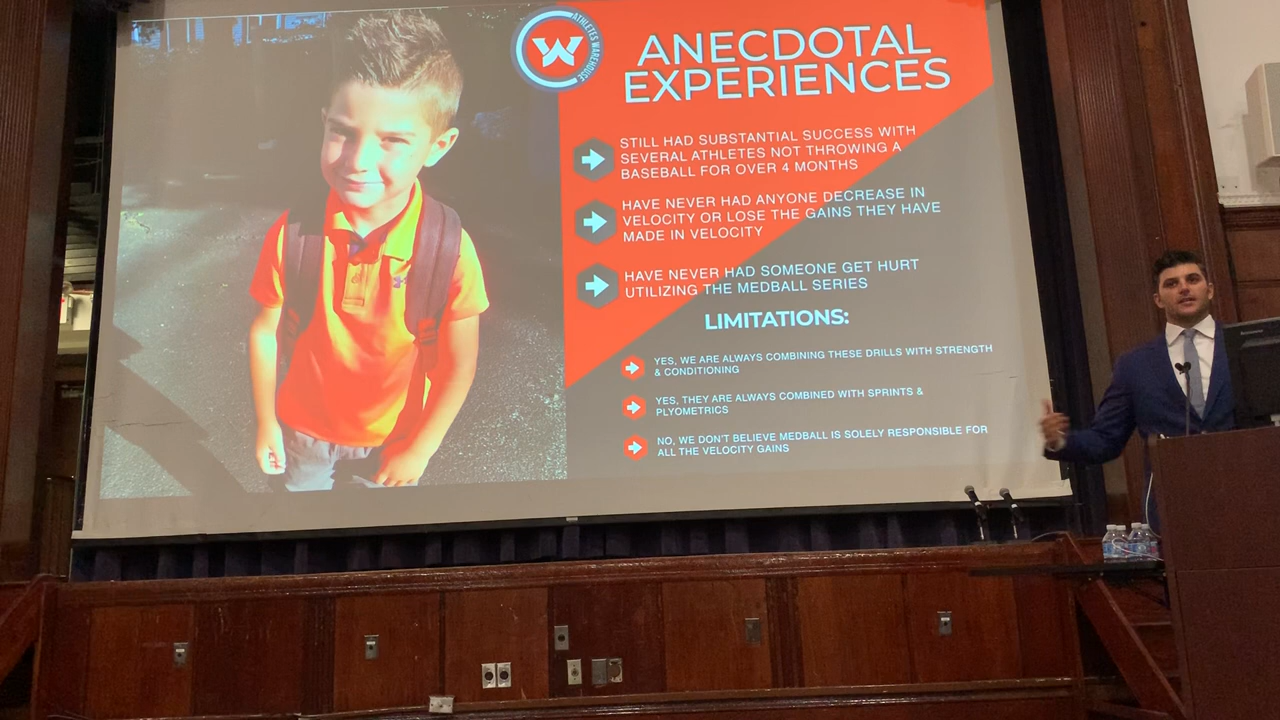 ATHLETES WAREHOUSE
W
ANECDOTAL
EXPERIENCES
STILL HAD SUBSTANTIAL SUCCESS WITH
SEVERAL ATHLETES NOT THROWING A
BASEBALL FOR OVER 4 MONTHS
HAVE NEVER HAD ANYONE DECREASE IN
VELOCITY OR LOSE THE GAINS THEY HAVE
MADE IN VELOCITY
HAVE NEVER HAD SOMEONE GET HURT
UTILIZING THE MEDBALL SERIES
LIMITATIONS:
YES, WE ARE ALWAYS COMBINING THESE DRILLS WITH STRENGTH
& CONDITIONING
YES, THEY ARE ALWAYS COMBINED WITH SPRINTS &
PLYOMETRICS
NO, WE DON'T BELIEVE MEDBALL IS SOLELY RESPONSIBLE FOR
ALL THE VELOCITY GAINS